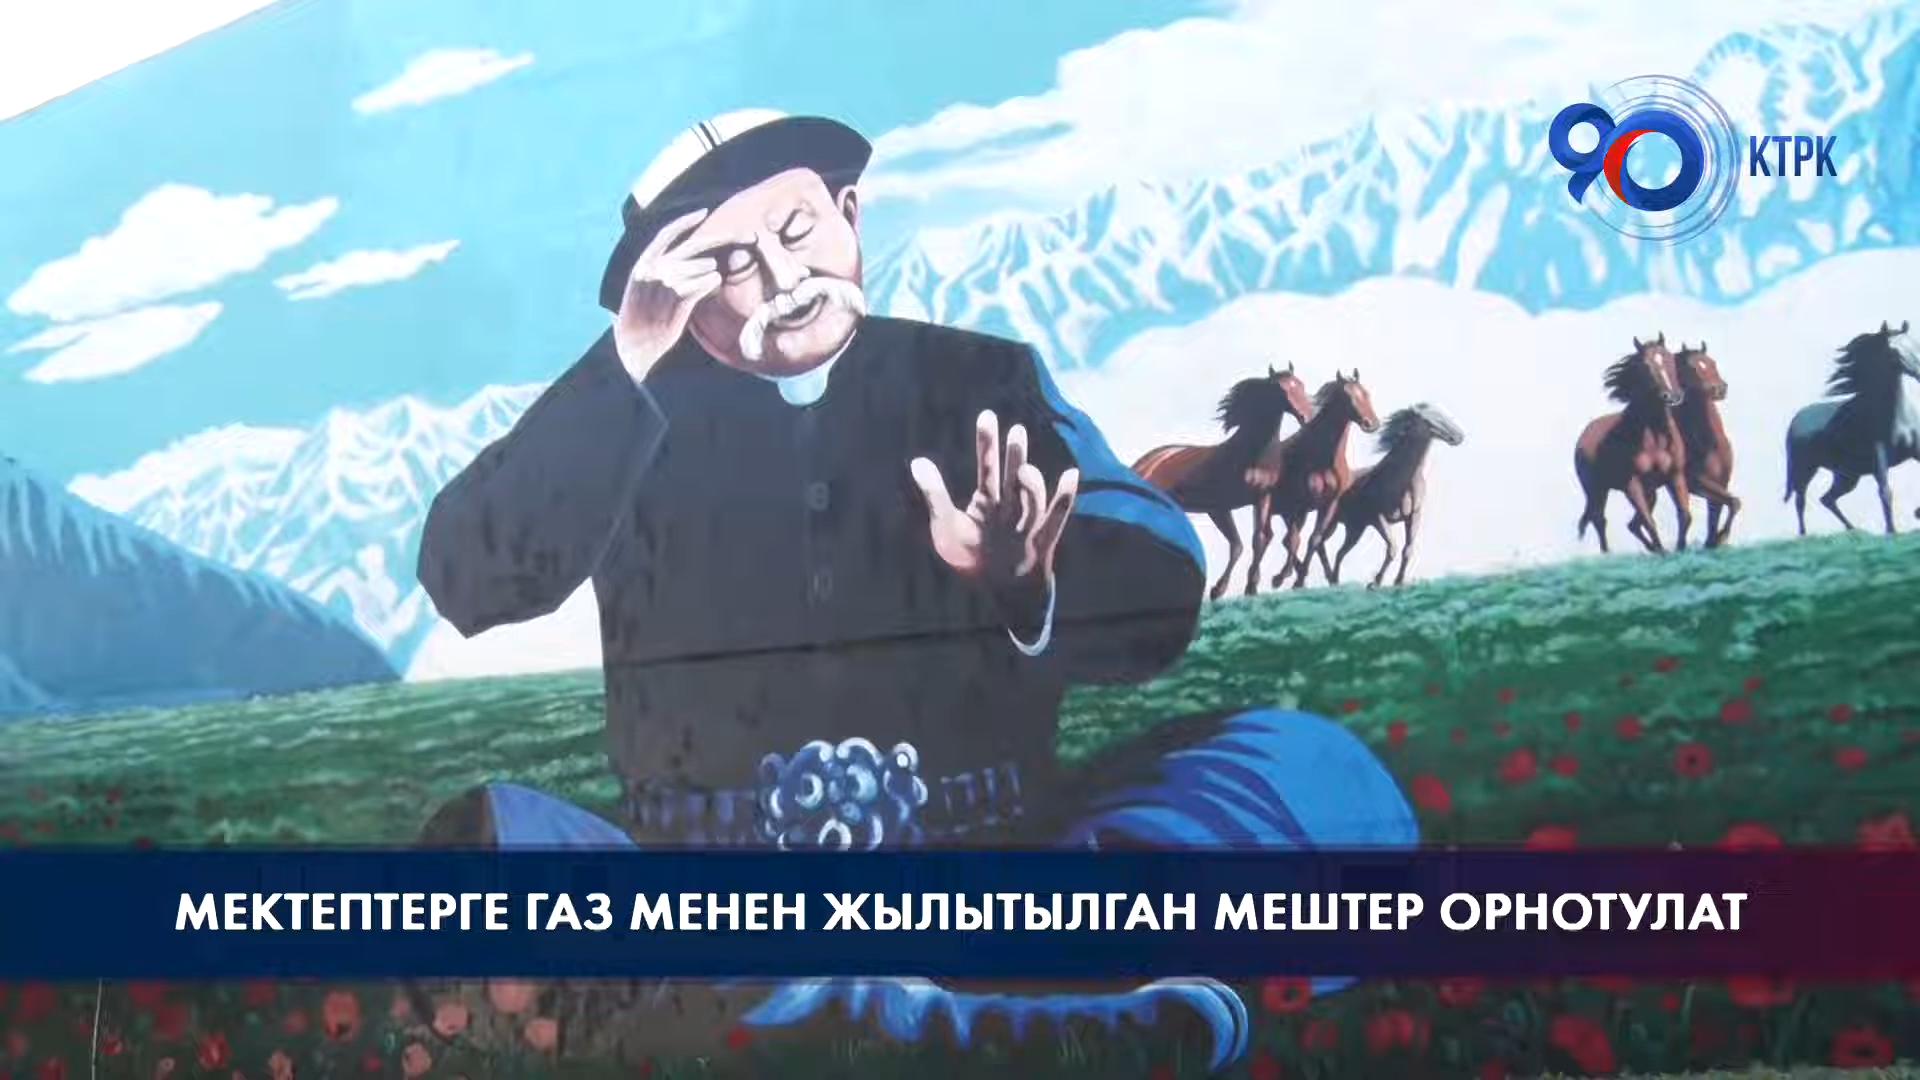 90 КТРК
МЕКТЕПТЕРГЕ ГАЗ МЕНЕН ЖЫЛЫТЫЛГАН МЕШТЕР ОРНОТУЛАТ